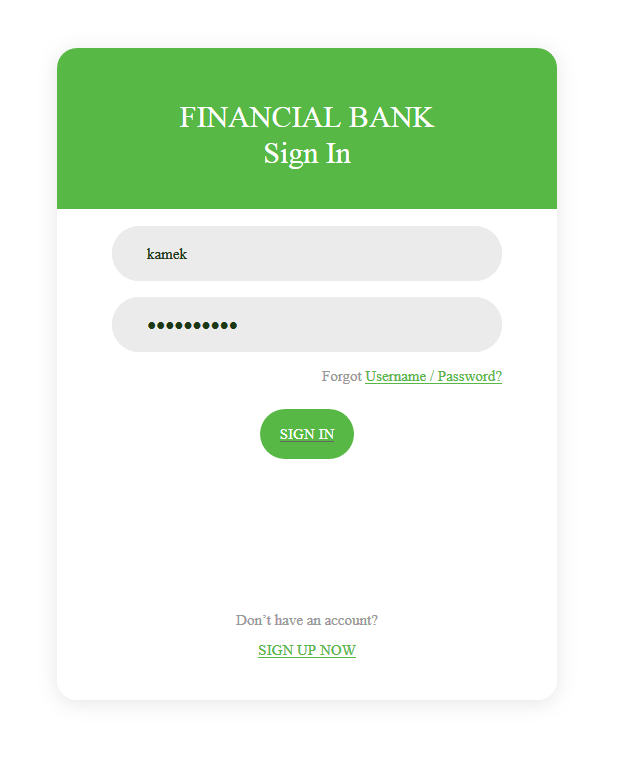 FINANCIAL BANK
Sign In
kamek
••••••••••
Forgot Username / Password?
SIGN IN
Don’t have an account?
SIGN UP NOW